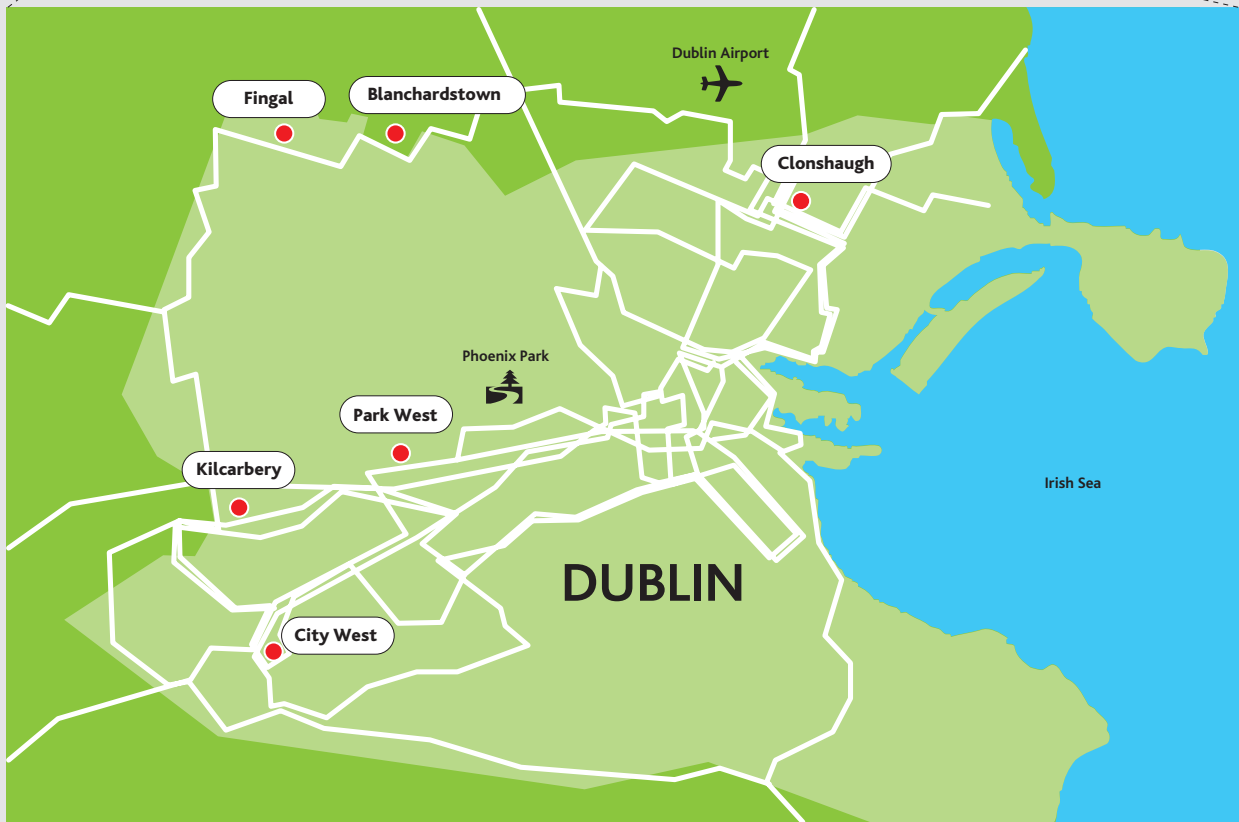 Dublin Airport
Fingal
Blanchardstown
Clonshaugh
Phoenix Park
Park West
Kilcarbery
Irish Sea
DUBLIN
City West